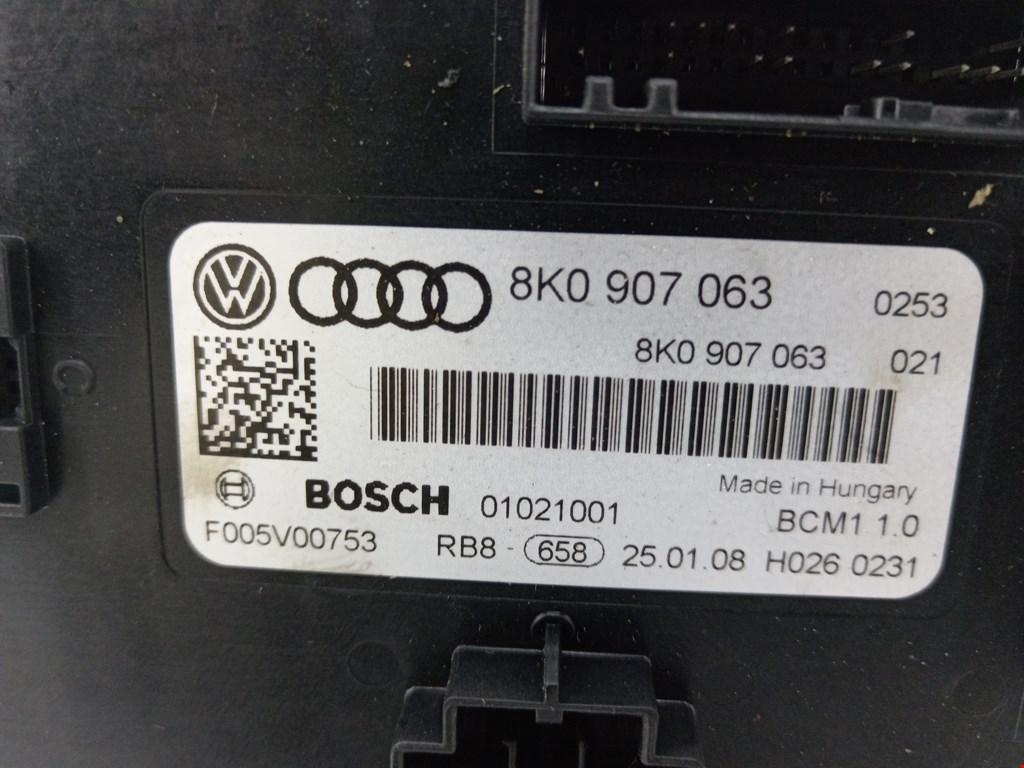 8K0 907 063 0253
8K0 907 063 021
Made in Hungary
BOSCH 01021001 BCM1 1.0
F005V00753 RB8 - 658 25.01.08 H026 0231